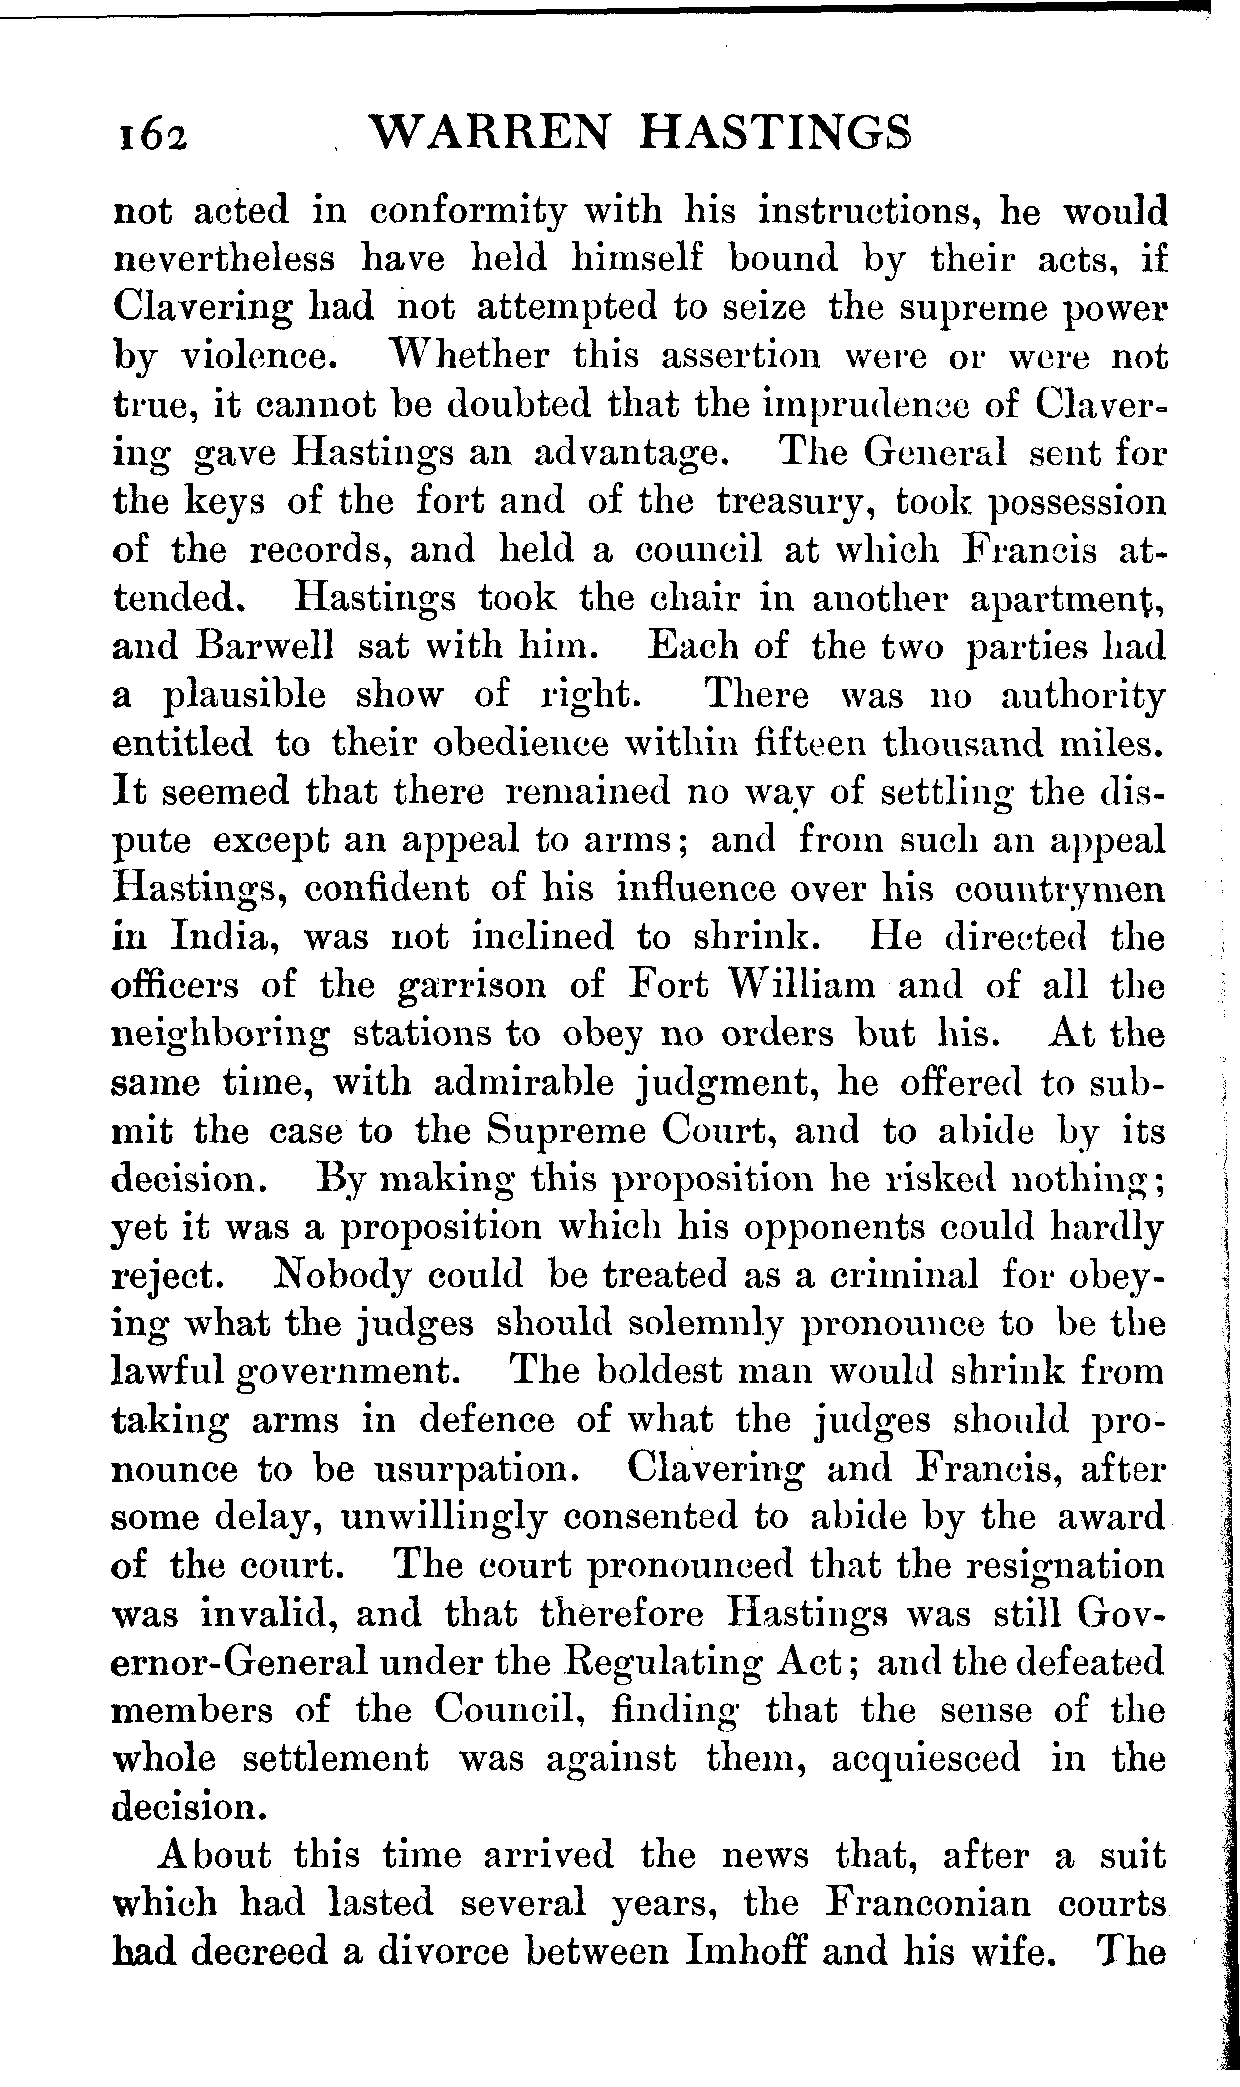 162 WARREN HASTINGS
not acted in conformity with his instructions, he would
nevertheless have held himself bound by their acts, if
Clavering had not attempted to seize the supreme power
by violence. Whether this assertion were or were not
true, it cannot be doubted that the imprudence of Claver-
ing gave Hastings an advantage. The General sent for
the keys of the fort and of the treasury, took possession
of the records, and held a council at which Francis at-
tended. Hastings took the chair in another apartment,
and Barwell sat with him. Each of the two parties had
a plausible show of right. There was no authority
entitled to their obedience within fifteen thousand miles.
It seemed that there remained no way of settling the dis-
pute except an appeal to arms; and from such an appeal
Hastings, confident of his influence over his countrymen
in India, was not inclined to shrink. He directed the
officers of the garrison of Fort William and of all the
neighboring stations to obey no orders but his. At the
same time, with admirable judgment, he offered to sub-
mit the case to the Supreme Court, and to abide by its
decision. By making this proposition he risked nothing;
yet it was a proposition which his opponents could hardly
reject. Nobody could be treated as a criminal for obey-
ing what the judges should solemnly pronounce to be the
lawful government. The boldest man would shrink from
taking arms in defence of what the judges should pro-
nounce to be usurpation. Clavering and Francis, after
some delay, unwillingly consented to abide by the award
of the court. The court pronounced that the resignation
was invalid, and that therefore Hastings was still Gov-
ernor-General under the Regulating Act; and the defeated
members of the Council, finding that the sense of the
whole settlement was against them, acquiesced in the
decision.
About this time arrived the news that, after a suit
which had lasted several years, the Franconian courts
had decreed a divorce between Imhoff and his wife. The